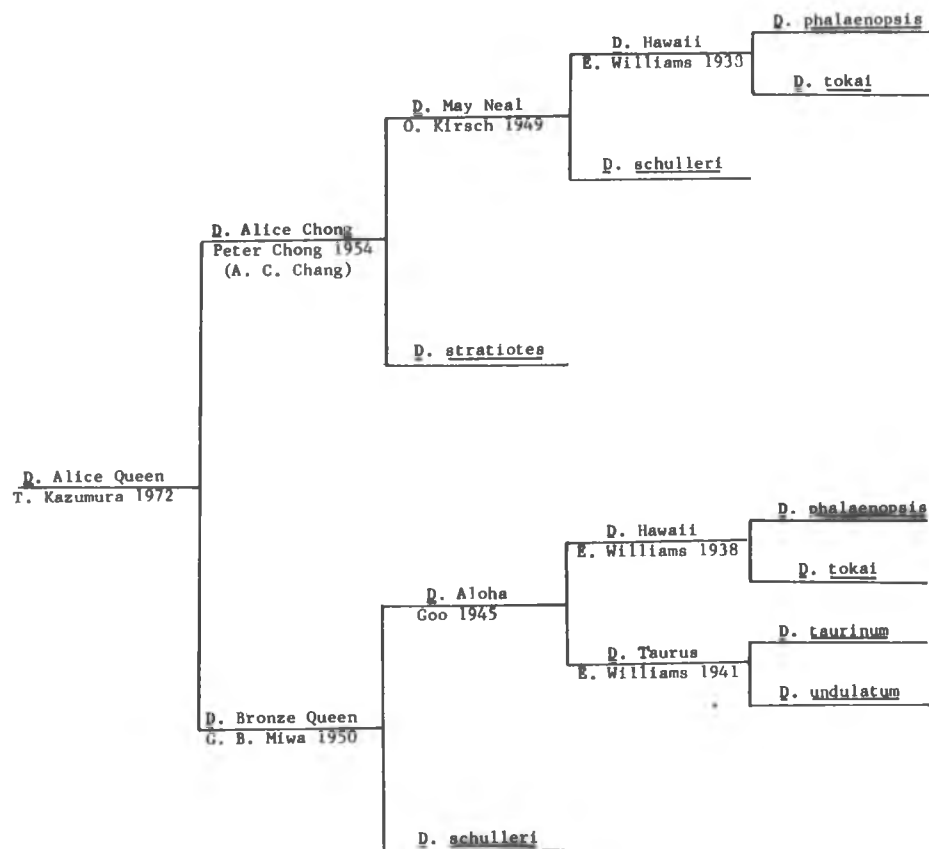 D. phalaenopsis
D. Hawaii
E. Williams 1938
D. tokai
D. May Neal
O. Kirsch 1949
D. schulleri
D. Alice Chong
Peter Chong 1954
(A. C. Chang)
D. stratiotes
D. Alice Queen
T. Kazumura 1972
D. phalaenopsis
D. Hawaii
E. Williams 1938
D. tokai
D. Aloha
Goo 1945
D. taurinum
D. Taurus
E. Williams 1941
D. undulatum
D. Bronze Queen
G. B. Miwa 1950
D. schulleri